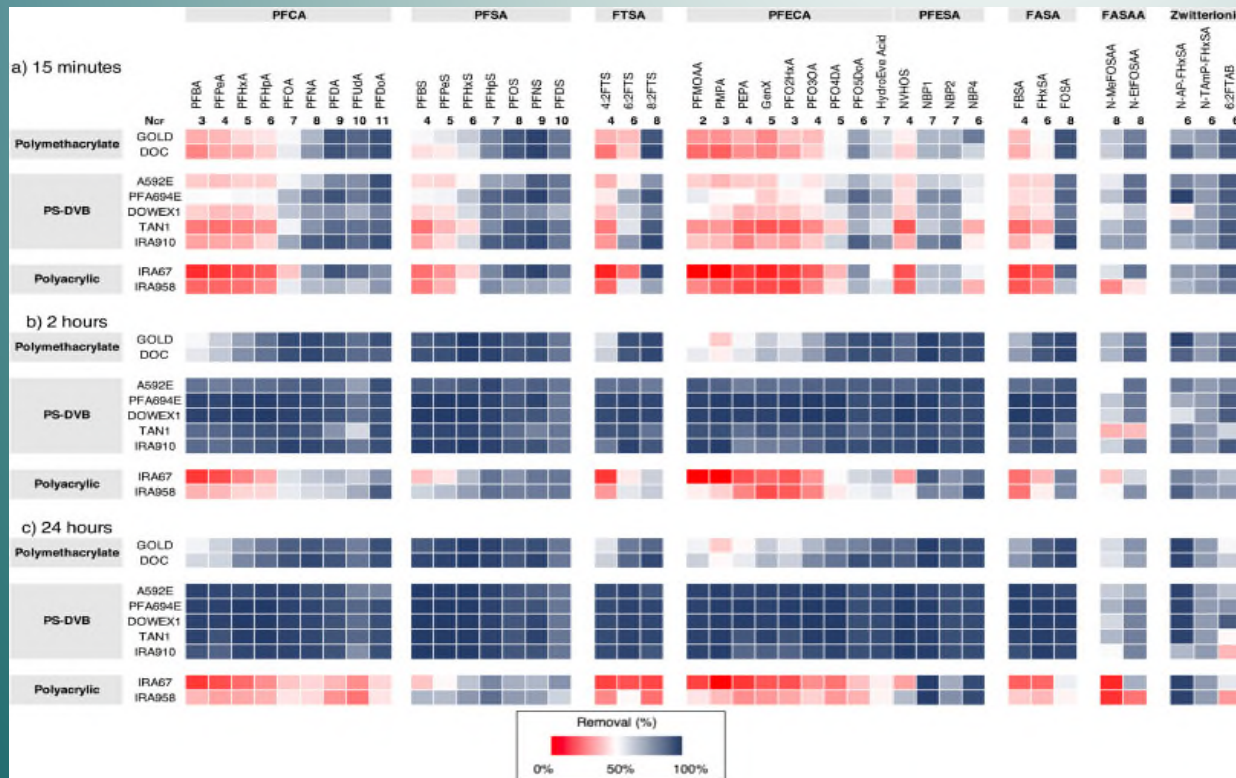 PFCA PFSA FTSA PFECA PFESA FASA FASAA Zwitterionic
a) 15 minutes
PFBA PFPeA PFHxA PFHpA PFOA PFNA PFDA PFUdA PFDoA PFBS PFPeS PFHxS PFHpS PFOS PFNS PFDS 4:2FTS 6:2FTS 8:2FTS PFMOAA PMPA PEPA GenX PFO2HxA PFO3OA PFO4DA PFO5DoA HydroEve Acid NVHOS NBP1 NBP2 NBP4 FBSA FHxSA FOSA N-MeFOSAA N-EtFOSAA N-AP-FHxSA N-TAmP-FHxSA 6:2FTAB
Ncr 3 4 5 6 7 8 9 10 11 4 5 6 7 8 9 10 4 6 8 2 3 4 5 3 4 5 6 7 4 7 7 6 4 6 8 8 8 6 6 6
Polymethacrylate
GOLD
DOC
PS-DVB
A592E
PFA694E
DOWEX1
TAN1
IRA910
Polyacrylic
IRA67
IRA958
b) 2 hours
Polymethacrylate
GOLD
DOC
PS-DVB
A592E
PFA694E
DOWEX1
TAN1
IRA910
Polyacrylic
IRA67
IRA958
c) 24 hours
Polymethacrylate
GOLD
DOC
PS-DVB
A592E
PFA694E
DOWEX1
TAN1
IRA910
Polyacrylic
IRA67
IRA958
Removal (%)
0% 50% 100%